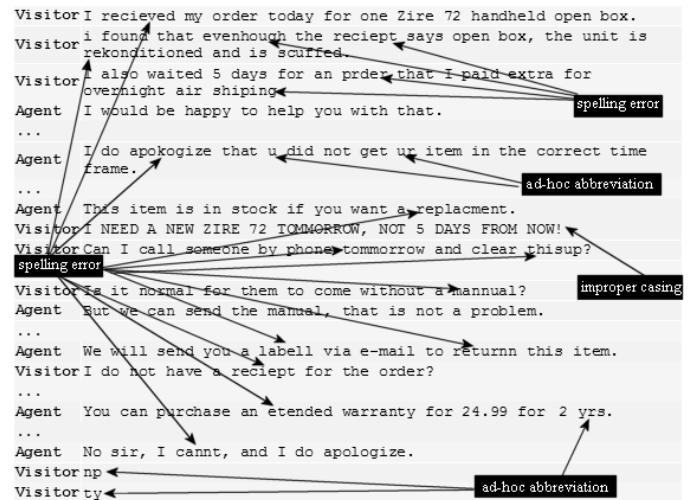 Visitor I recieved my order today for one Zire 72 handheld open box.
Visitor i found that evenhough the reciept says open box, the unit is
rekonditioned and is scuffed.
Visitor I also waited 5 days for an prder that I paid extra for
overnight air shiping
spelling error
Agent I would be happy to help you with that.
...
Agent I do apokogize that u did not get ur item in the correct time
frame.
ad-hoc abbreviation
...
Agent This item is in stock if you want a replacment.
Visitor I NEED A NEW ZIRE 72 TOMMORROW, NOT 5 DAYS FROM NOW!
Visitor Can I call someone by phone tommorrow and clear thisup?
spelling error
improper casing
Visitor Is it normal for them to come without a mannual?
Agent But we can send the manual, that is not a problem.
...
Agent We will send you a labell via e-mail to returnn this item.
Visitor I do not have a reciept for the order?
...
Agent You can purchase an etended warranty for 24.99 for 2 yrs.
...
Agent No sir, I cannt, and I do apologize.
Visitor np
ad-hoc abbreviation
Visitor ty